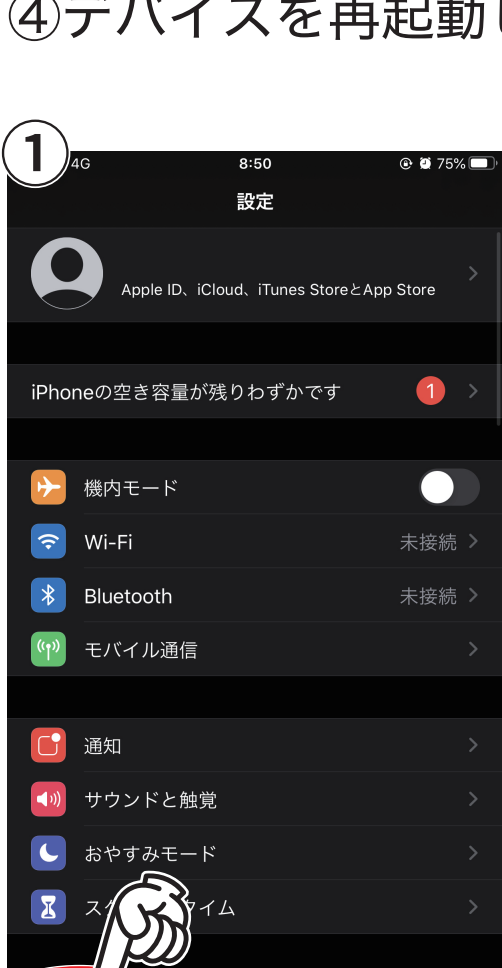 ④デバイスを再起動
①
4G 8:50 75%
設定
Apple ID、iCloud、iTunes StoreとApp Store
iPhoneの空き容量が残りわずかです 1
機内モード
Wi-Fi 未接続
Bluetooth 未接続
モバイル通信
通知
サウンドと触覚
おやすみモード
ス タイム